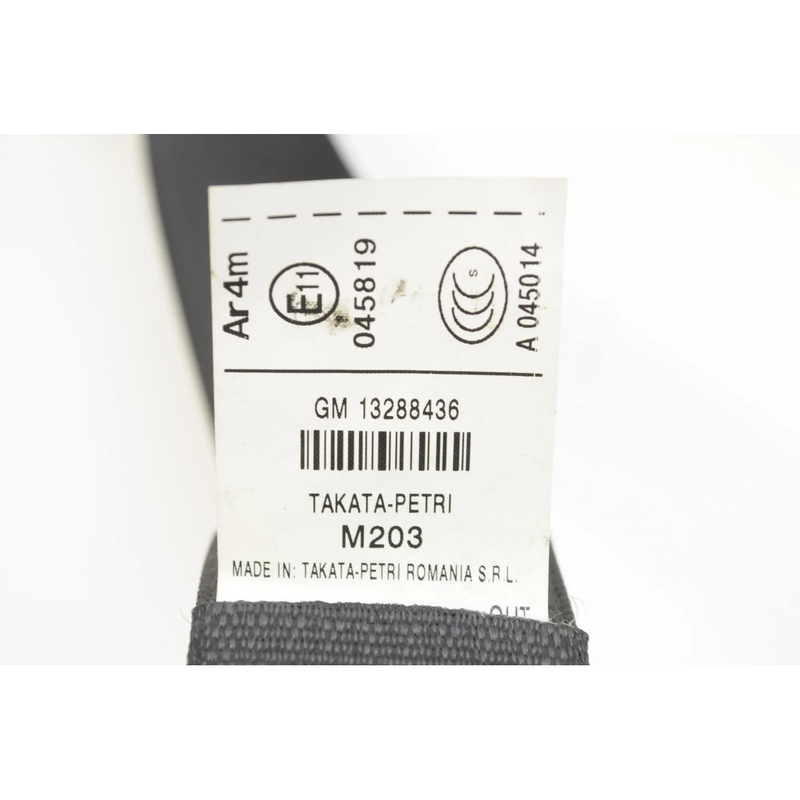 Ar4m
E11
045819
S
A 045014
GM 13288436
TAKATA-PETRI
M203
MADE IN: TAKATA-PETRI ROMANIA S.R.L.